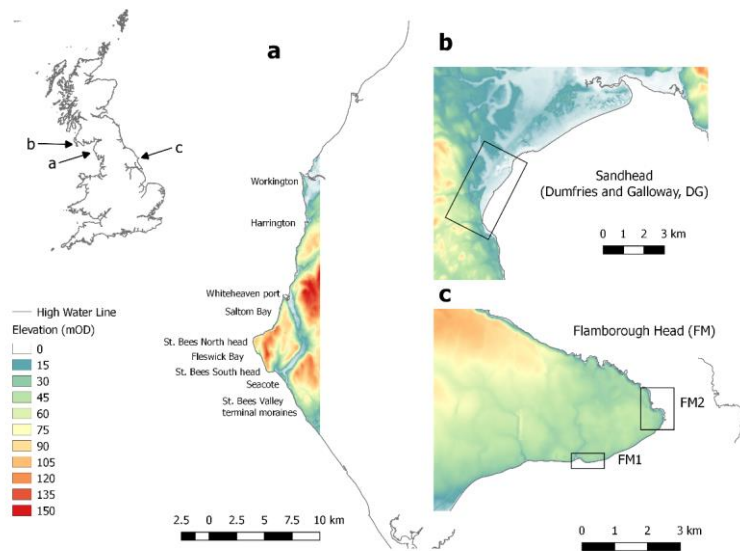 a
b
c
b
a
c
High Water Line
Elevation (mOD)
0
15
30
45
60
75
90
105
120
135
150
Workington
Harrington
Whiteheaven port
Saltom Bay
St. Bees North head
Fleswick Bay
St. Bees South head
Seacote
St. Bees Valley
terminal moraines
2.5 0 2.5 5 7.5 10 km
Sandhead
(Dumfries and Galloway, DG)
0 1 2 3 km
Flamborough Head (FM)
FM2
FM1
0 1 2 3 km